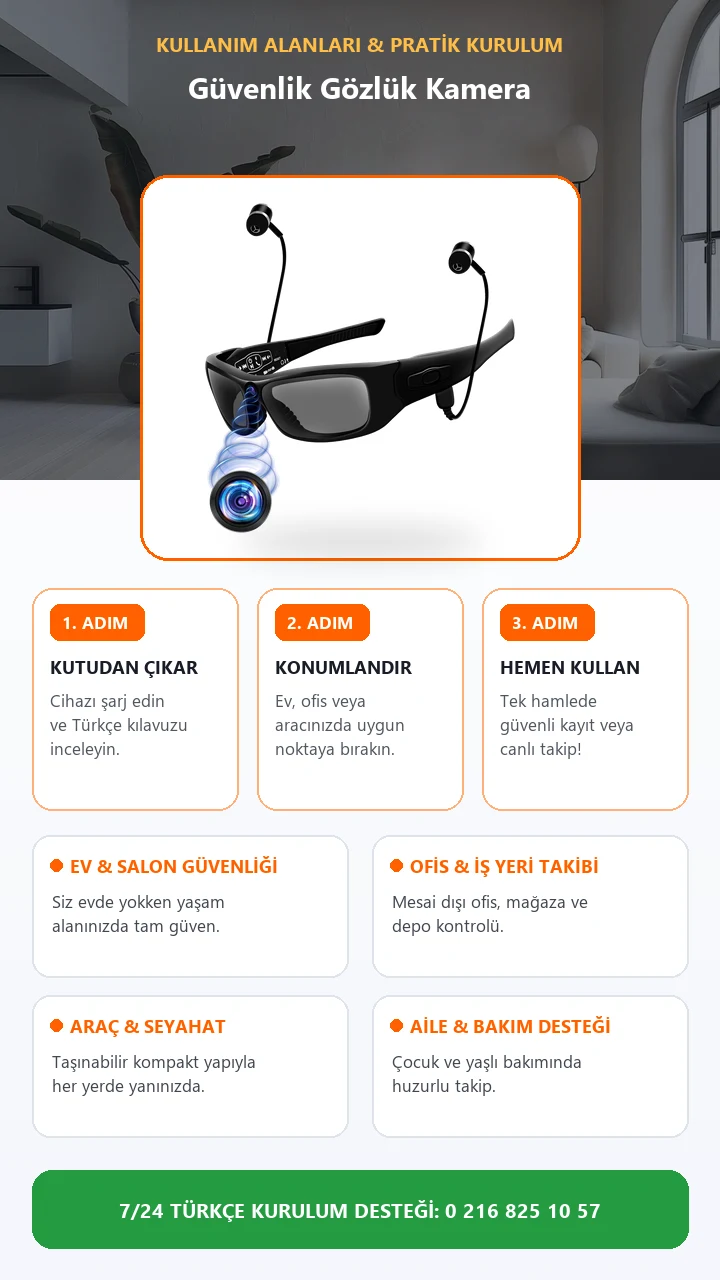 KULLANIM ALANLARI & PRATİK KURULUM
Güvenlik Gözlük Kamera
1. ADIM
KUTUDAN ÇIKAR
Cihazı şarj edin
ve Türkçe kılavuzu
inceleyin.
2. ADIM
KONUMLANDIR
Ev, ofis veya
aracınızda uygun
noktaya bırakın.
3. ADIM
HEMEN KULLAN
Tek hamlede
güvenli kayıt veya
canlı takip!
EV & SALON GÜVENLİĞİ
Siz evde yokken yaşam
alanınızda tam güven.
OFİS & İŞ YERİ TAKİBİ
Mesai dışı ofis, mağaza ve
depo kontrolü.
ARAÇ & SEYAHAT
Taşınabilir kompakt yapıyla
her yerde yanınızda.
AİLE & BAKIM DESTEĞİ
Çocuk ve yaşlı bakımında
huzurlu takip.
7/24 TÜRKÇE KURULUM DESTEĞİ: 0 216 825 10 57